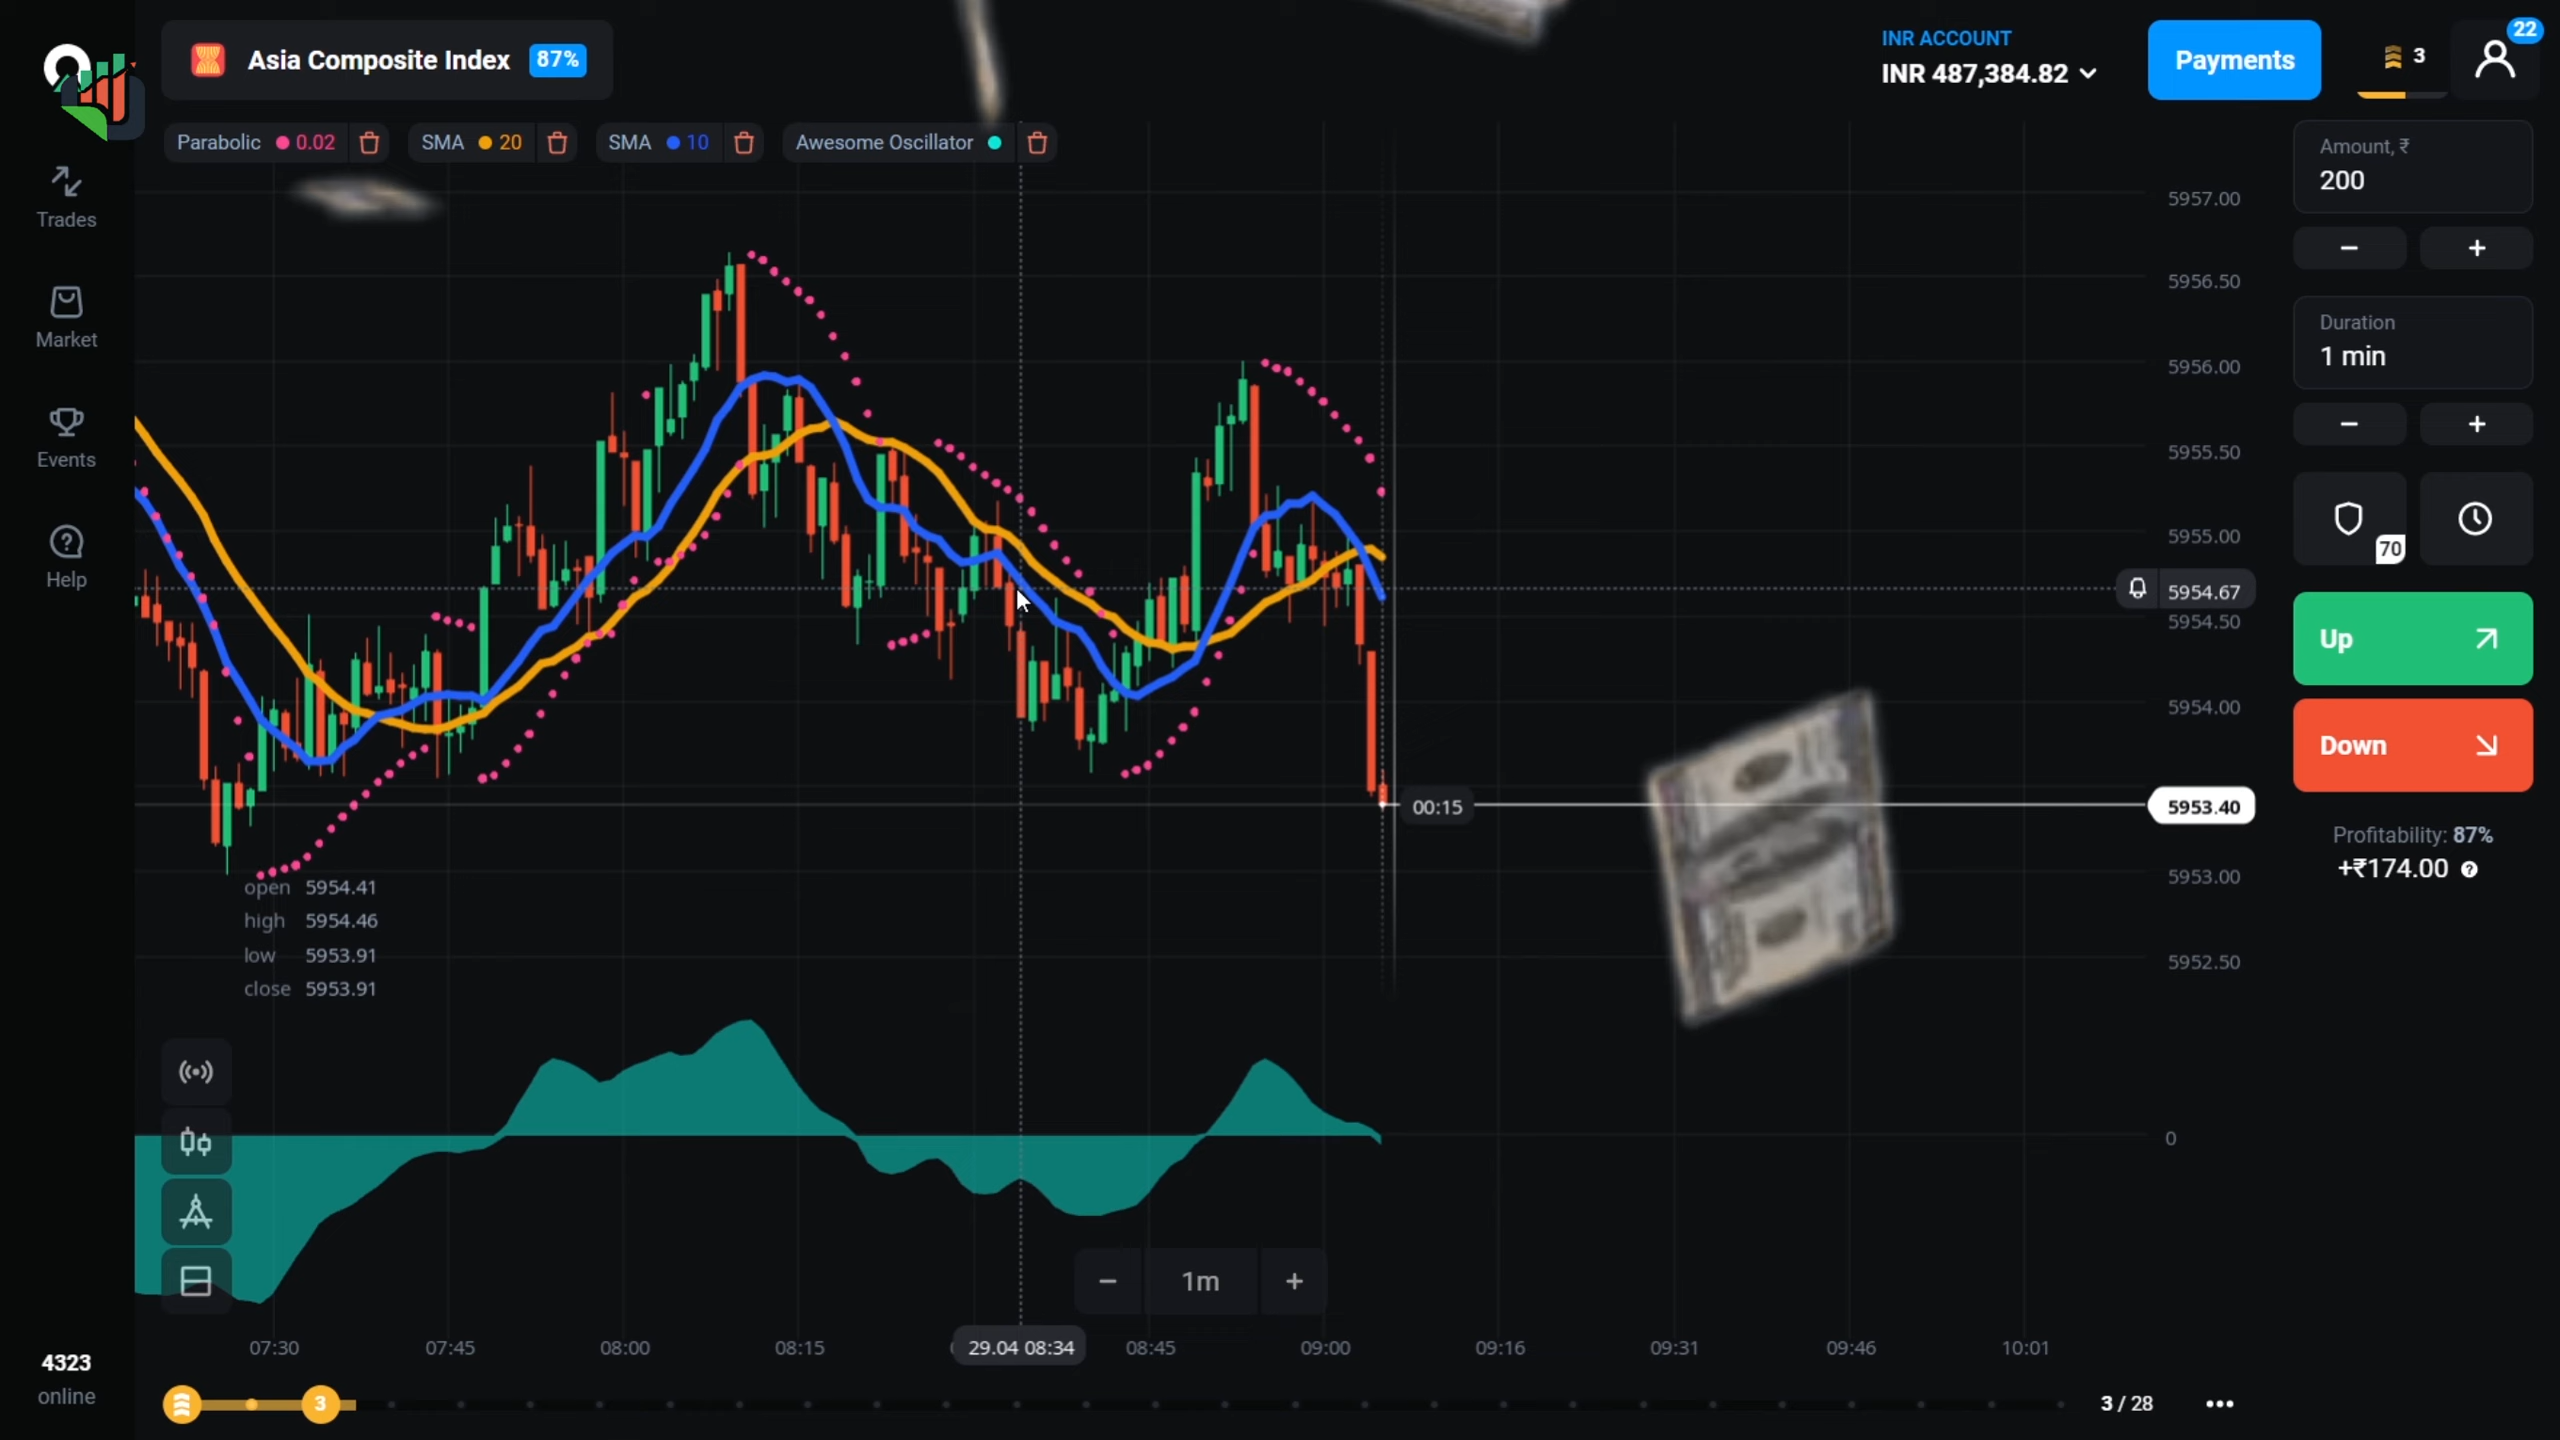 Asia Composite Index 87%
INR ACCOUNT
INR 487,384.82
Payments
3
22
Parabolic 0.02
SMA 20
SMA 10
Awesome Oscillator
Trades
Market
Events
Help
4323
online
5957.00
5956.50
5956.00
5955.50
5955.00
5954.67
5954.50
5954.00
5953.40
5953.00
5952.50
0
00:15
open 5954.41
high 5954.46
low 5953.91
close 5953.91
− 1m +
07:30 07:45 08:00 08:15 29.04 08:34 08:45 09:00 09:16 09:31 09:46 10:01
3
3 / 28
Amount, ₹
200
− +
Duration
1 min
− +
70
Up
Down
Profitability: 87%
+₹174.00